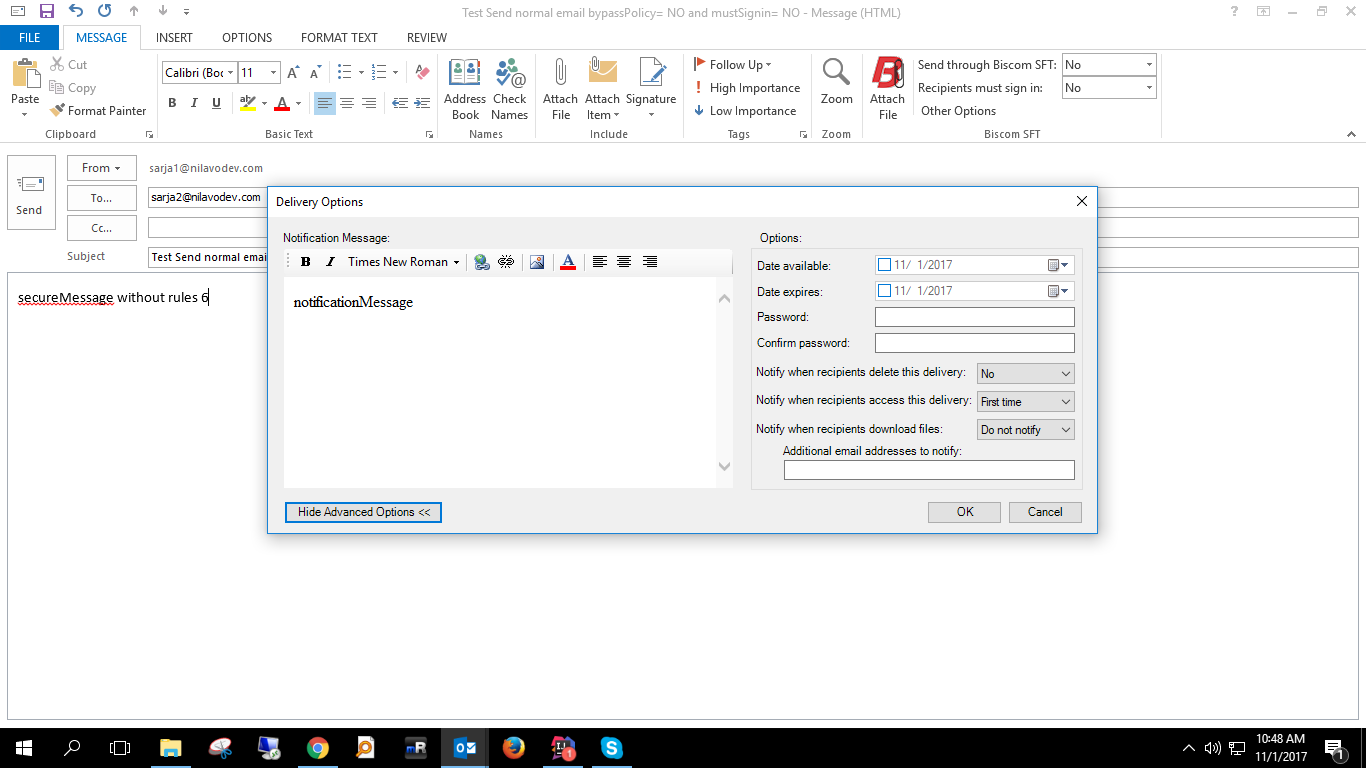 Test Send normal email bypassPolicy= NO and mustSignin= NO - Message (HTML)
?
FILE MESSAGE INSERT OPTIONS FORMAT TEXT REVIEW
Paste
Cut
Copy
Format Painter
Clipboard
Calibri (Boc 11
B I U
Basic Text
Address Book
Check Names
Names
Attach File
Attach Item
Signature
Include
Follow Up
High Importance
Low Importance
Tags
Zoom
Zoom
Attach File
Send through Biscom SFT: No
Recipients must sign in: No
Other Options
Biscom SFT
Send
From sarja1@nilavodev.com
To... sarja2@nilavodev.com
Cc...
Subject Test Send normal emai
secureMessage without rules 6
Delivery Options
Notification Message:
B I Times New Roman A
notificationMessage
Options:
Date available: 11/ 1/2017
Date expires: 11/ 1/2017
Password:
Confirm password:
Notify when recipients delete this delivery: No
Notify when recipients access this delivery: First time
Notify when recipients download files: Do not notify
Additional email addresses to notify:
Hide Advanced Options <<
OK Cancel
10:48 AM
11/1/2017